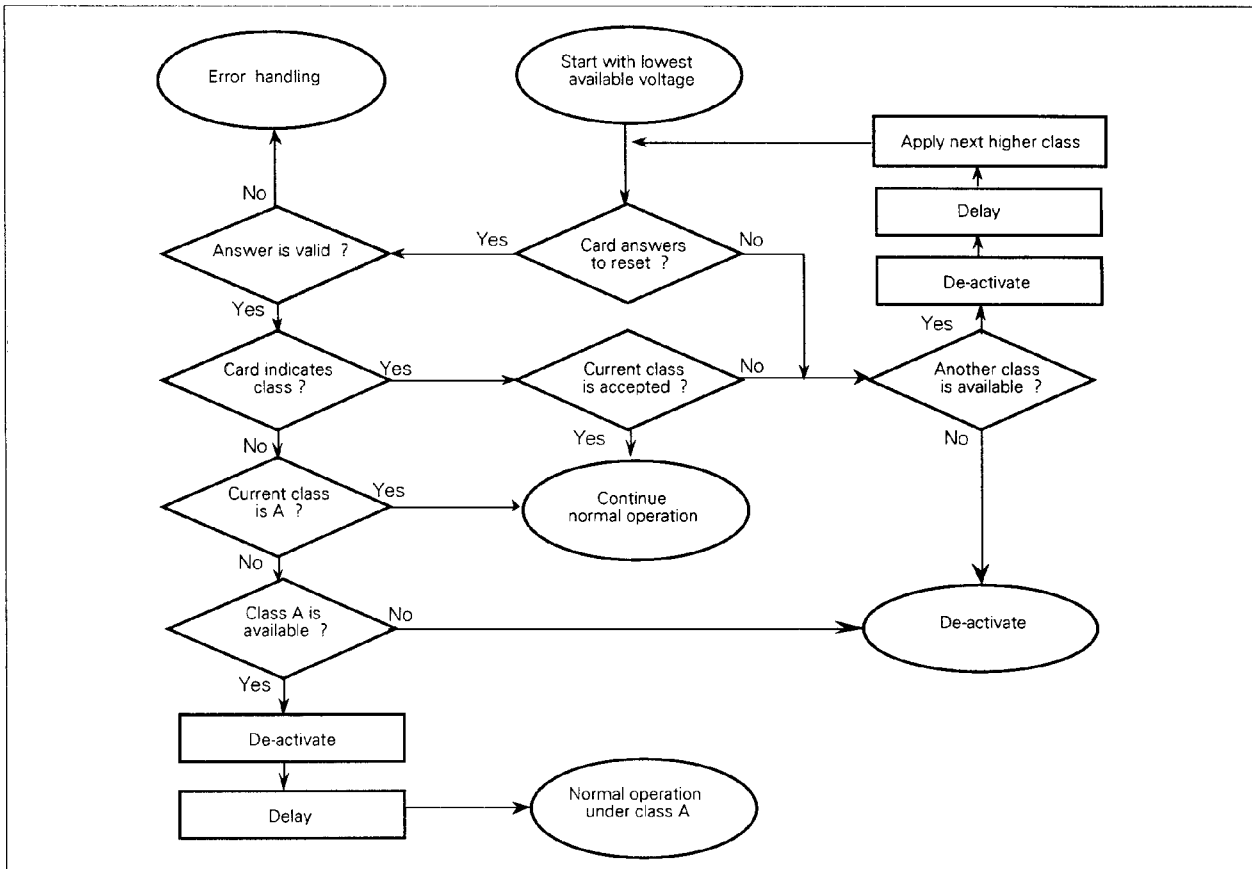 Error handling
Start with lowest
available voltage
Apply next higher class
No
Delay
Answer is valid ?
Yes
Card answers
to reset ?
No
De-activate
Yes
Yes
Card indicates
class ?
Yes
Current class
is accepted ?
No
Another class
is available ?
No
Yes
No
Current class
is A ?
Yes
Continue
normal operation
No
Class A is
available ?
No
De-activate
Yes
De-activate
Delay
Normal operation
under class A